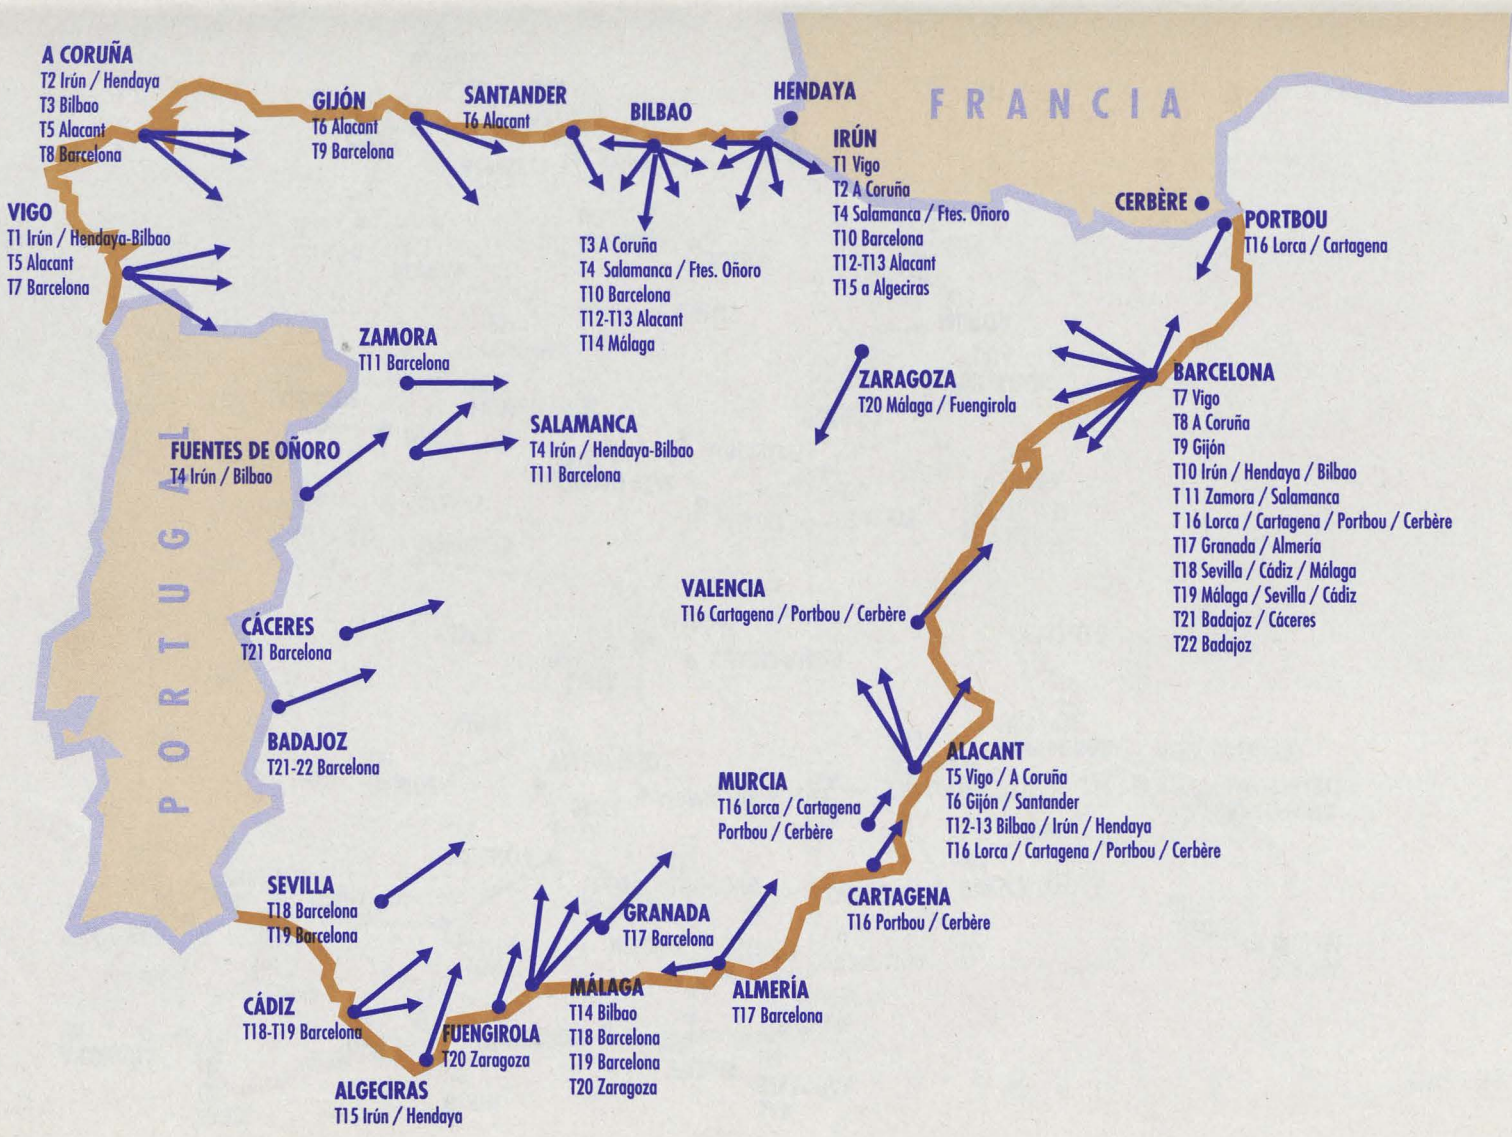 A CORUÑA
T2 Irún / Hendaya
T3 Bilbao
T5 Alacant
T8 Barcelona
GIJÓN
T6 Alacant
T9 Barcelona
SANTANDER
T6 Alacant
BILBAO
T3 A Coruña
T4 Salamanca / Ftes. Oñoro
T10 Barcelona
T12-T13 Alacant
T14 Málaga
HENDAYA
IRÚN
T1 Vigo
T2 A Coruña
T4 Salamanca / Ftes. Oñoro
T10 Barcelona
T12-T13 Alacant
T15 a Algeciras
FRANCIA
CERBÈRE
PORTBOU
T16 Lorca / Cartagena
VIGO
T1 Irún / Hendaya-Bilbao
T5 Alacant
T7 Barcelona
ZAMORA
T11 Barcelona
SALAMANCA
T4 Irún / Hendaya-Bilbao
T11 Barcelona
FUENTES DE OÑORO
T4 Irún / Bilbao
ZARAGOZA
T20 Málaga / Fuengirola
BARCELONA
T7 Vigo
T8 A Coruña
T9 Gijón
T10 Irún / Hendaya / Bilbao
T 11 Zamora / Salamanca
T 16 Lorca / Cartagena / Portbou / Cerbère
T17 Granada / Almería
T18 Sevilla / Cádiz / Málaga
T19 Málaga / Sevilla / Cádiz
T21 Badajoz / Cáceres
T22 Badajoz
PORTUGAL
CÁCERES
T21 Barcelona
BADAJOZ
T21-22 Barcelona
VALENCIA
T16 Cartagena / Portbou / Cerbère
ALACANT
T5 Vigo / A Coruña
T6 Gijón / Santander
T12-13 Bilbao / Irún / Hendaya
T16 Lorca / Cartagena / Portbou / Cerbère
MURCIA
T16 Lorca / Cartagena
Portbou / Cerbère
CARTAGENA
T16 Portbou / Cerbère
SEVILLA
T18 Barcelona
T19 Barcelona
GRANADA
T17 Barcelona
CÁDIZ
T18-T19 Barcelona
FUENGIROLA
T20 Zaragoza
MÁLAGA
T14 Bilbao
T18 Barcelona
T19 Barcelona
T20 Zaragoza
ALMERÍA
T17 Barcelona
ALGECIRAS
T15 Irún / Hendaya